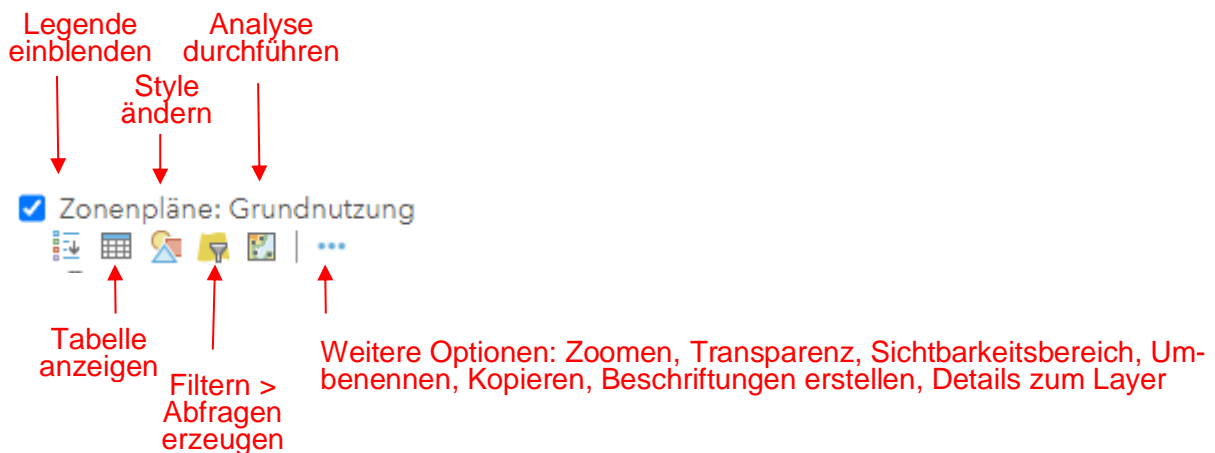 Legende
einblenden
Analyse
durchführen
Style
ändern
Zonenpläne: Grundnutzung
Tabelle
anzeigen
Filtern >
Abfragen
erzeugen
Weitere Optionen: Zoomen, Transparenz, Sichtbarkeitsbereich, Um-
benennen, Kopieren, Beschriftungen erstellen, Details zum Layer